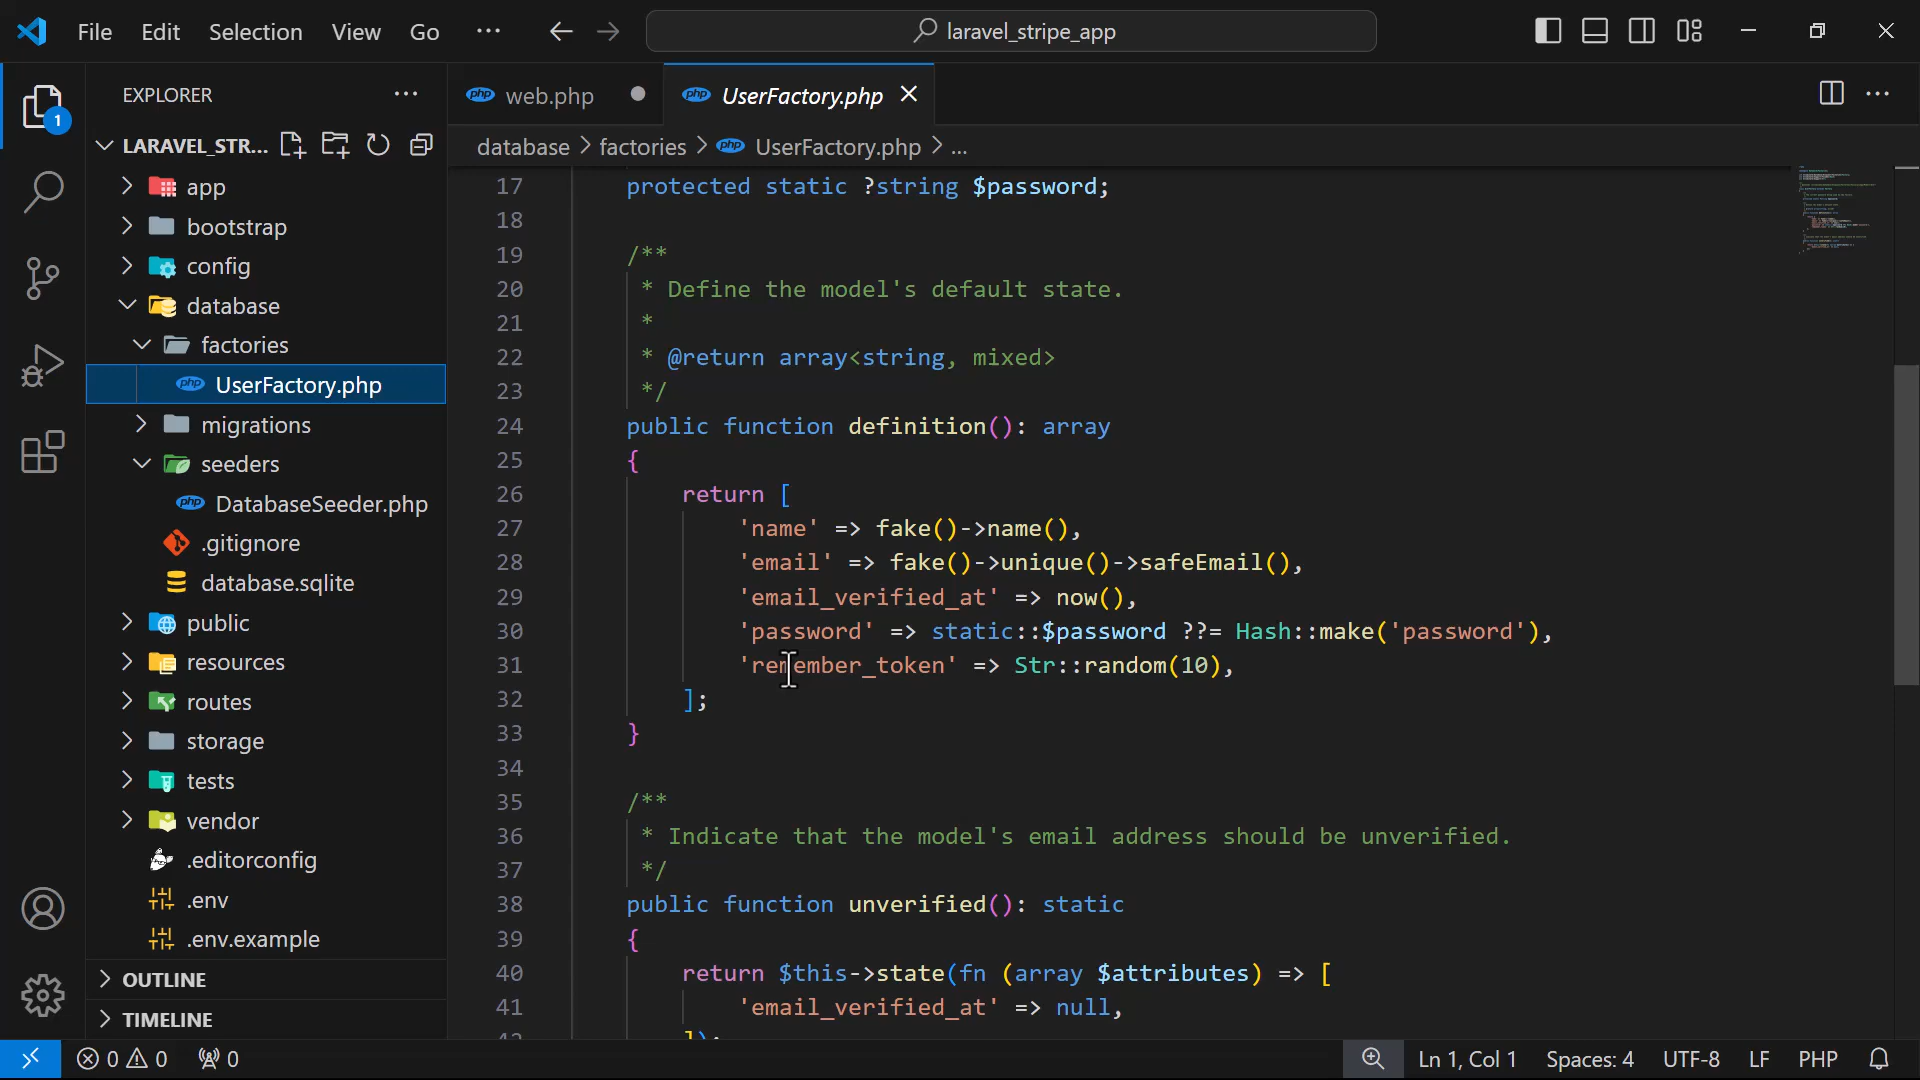 File Edit Selection View Go ··· laravel_stripe_app
EXPLORER ···
LARAVEL_STR...
app
bootstrap
config
database
factories
UserFactory.php
migrations
seeders
DatabaseSeeder.php
.gitignore
database.sqlite
public
resources
routes
storage
tests
vendor
.editorconfig
.env
.env.example
OUTLINE
TIMELINE
1
php web.php ● php UserFactory.php ×
database > factories > php UserFactory.php > ...
17 protected static ?string $password;
18
19 /**
20 * Define the model's default state.
21 *
22 * @return array<string, mixed>
23 */
24 public function definition(): array
25 {
26 return [
27 'name' => fake()->name(),
28 'email' => fake()->unique()->safeEmail(),
29 'email_verified_at' => now(),
30 'password' => static::$password ??= Hash::make('password'),
31 'remember_token' => Str::random(10),
32 ];
33 }
34
35 /**
36 * Indicate that the model's email address should be unverified.
37 */
38 public function unverified(): static
39 {
40 return $this->state(fn (array $attributes) => [
41 'email_verified_at' => null,
0 0 0 Ln 1, Col 1 Spaces: 4 UTF-8 LF PHP